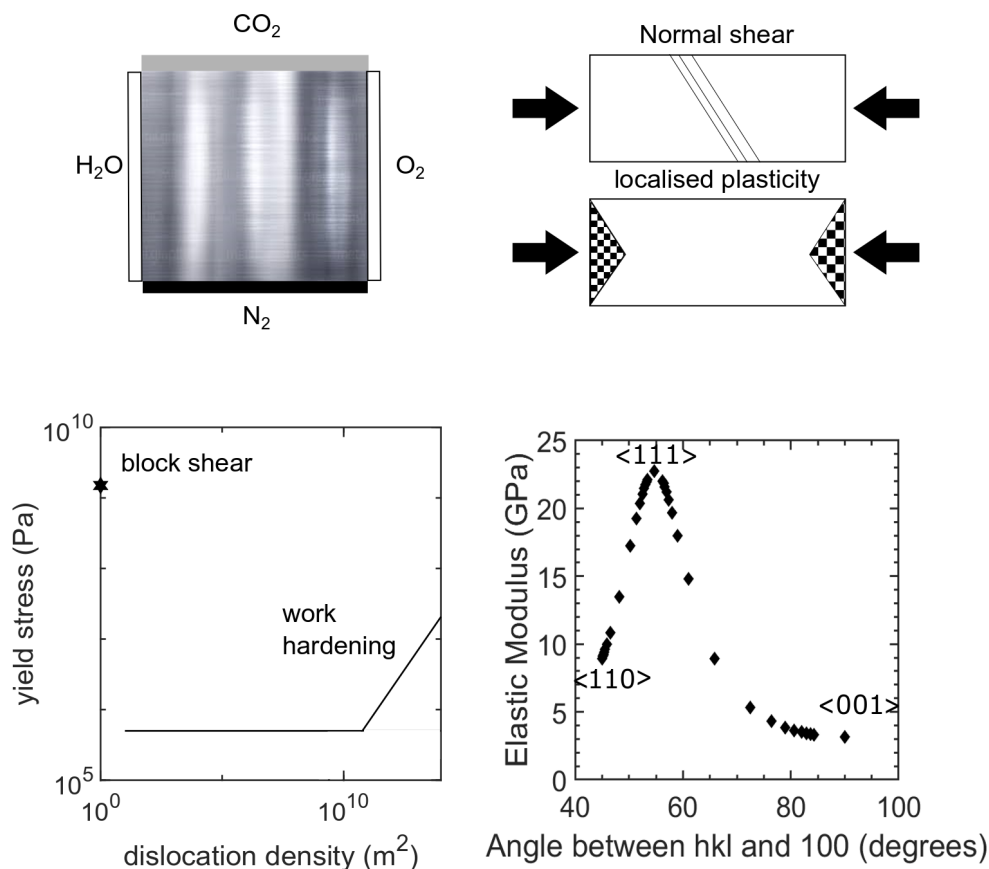 CO2
H2O
O2
N2
Normal shear
localised plasticity
10^10
block shear
yield stress (Pa)
work
hardening
10^5
10^0
10^10
dislocation density (m^2)
25
<111>
20
Elastic Modulus (GPa)
15
10
<110>
<001>
5
0
40
60
80
100
Angle between hkl and 100 (degrees)